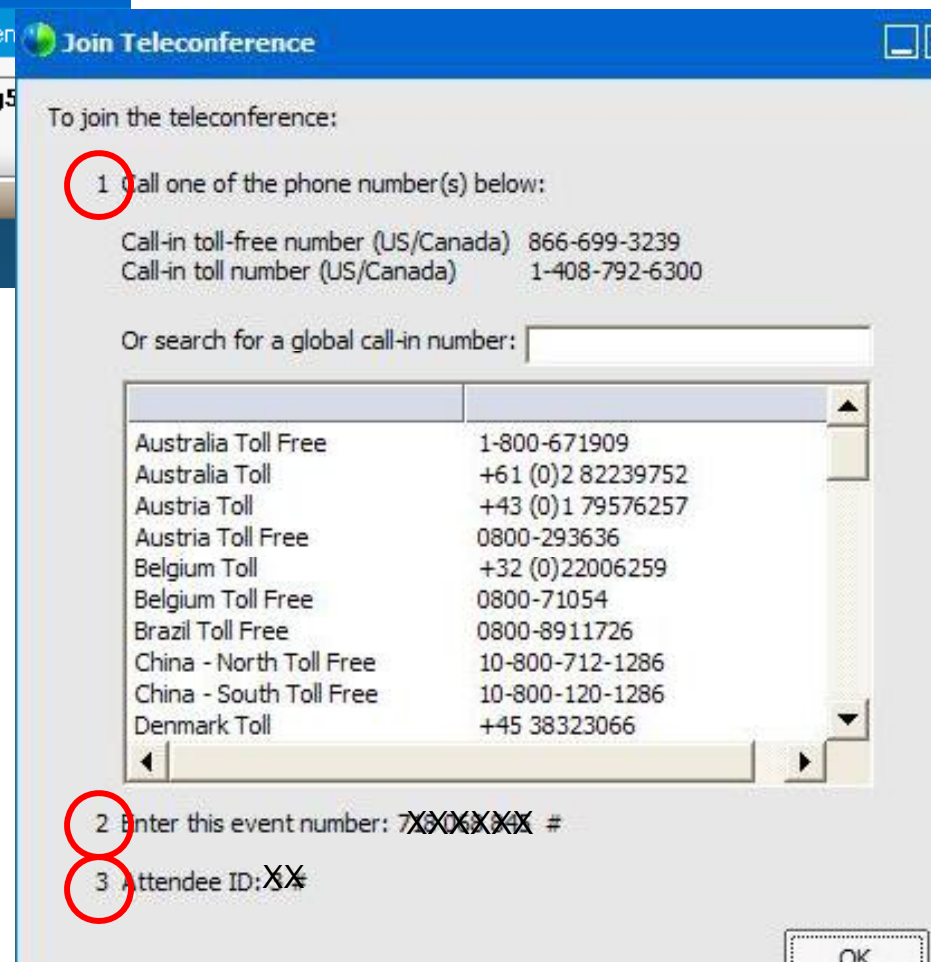 en
g5
Join Teleconference
To join the teleconference:
1 Call one of the phone number(s) below:
Call-in toll-free number (US/Canada) 866-699-3239
Call-in toll number (US/Canada) 1-408-792-6300
Or search for a global call-in number:
Australia Toll Free 1-800-671909
Australia Toll +61 (0)2 82239752
Austria Toll +43 (0)1 79576257
Austria Toll Free 0800-293636
Belgium Toll +32 (0)22006259
Belgium Toll Free 0800-71054
Brazil Toll Free 0800-8911726
China - North Toll Free 10-800-712-1286
China - South Toll Free 10-800-120-1286
Denmark Toll +45 38323066
2 Enter this event number: XXXXXX #
3 Attendee ID: XX
OK